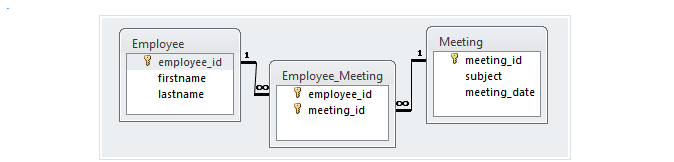 Employee
employee_id
firstname
lastname
1
∞
Employee_Meeting
employee_id
meeting_id
1
∞
Meeting
meeting_id
subject
meeting_date